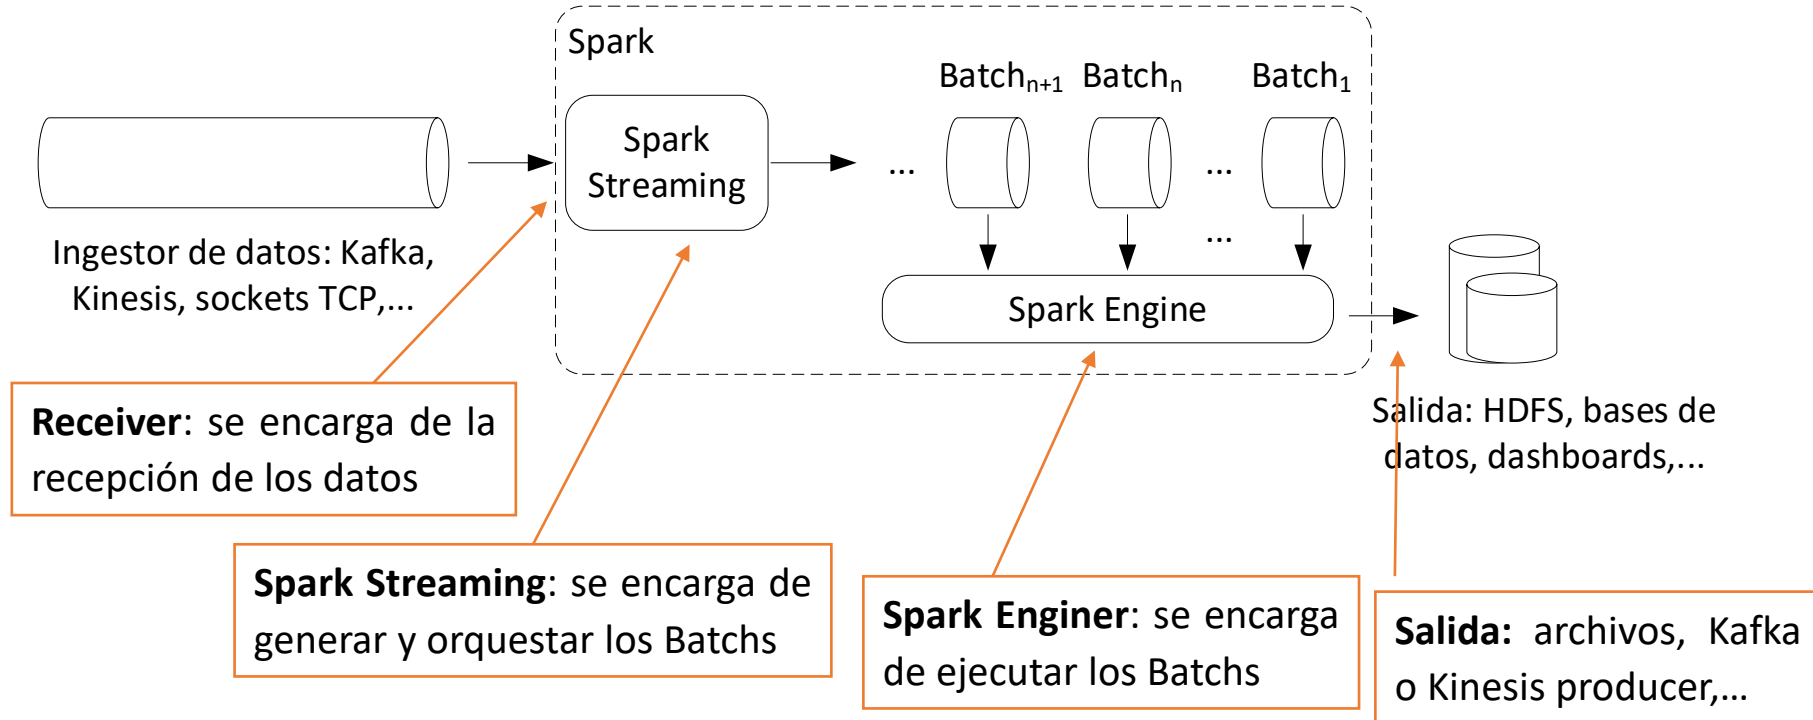 Spark
Batchn+1
Batchn
Batch1
Spark
Streaming
...
...
...
Ingestor de datos: Kafka,
Kinesis, sockets TCP,...
Spark Engine
Salida: HDFS, bases de
datos, dashboards,...
Receiver: se encarga de la
recepción de los datos
Spark Streaming: se encarga de
generar y orquestar los Batchs
Spark Enginer: se encarga
de ejecutar los Batchs
Salida: archivos, Kafka
o Kinesis producer,...